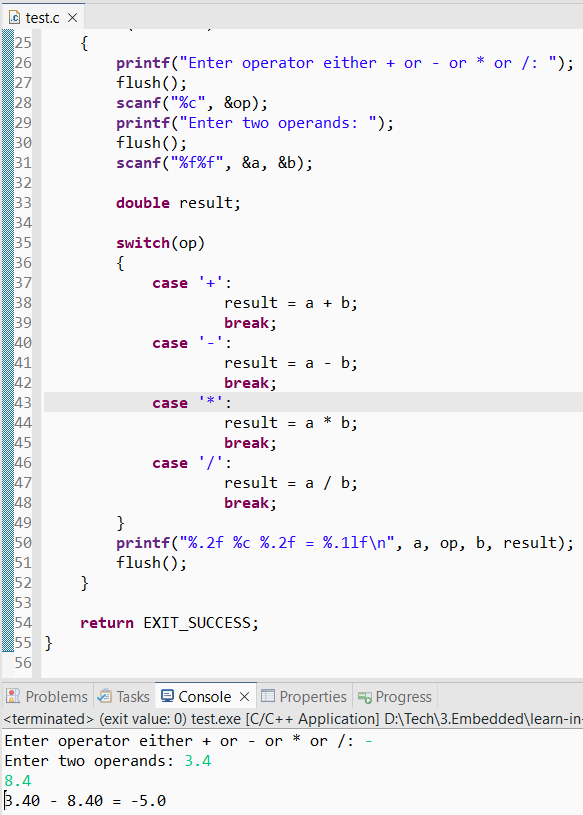 test.c
25 {
26 printf("Enter operator either + or - or * or /: ");
27 flush();
28 scanf("%c", &op);
29 printf("Enter two operands: ");
30 flush();
31 scanf("%f%f", &a, &b);
32
33 double result;
34
35 switch(op)
36 {
37 case '+':
38 result = a + b;
39 break;
40 case '-':
41 result = a - b;
42 break;
43 case '*':
44 result = a * b;
45 break;
46 case '/':
47 result = a / b;
48 break;
49 }
50 printf("%.2f %c %.2f = %.1lf\n", a, op, b, result);
51 flush();
52 }
53
54 return EXIT_SUCCESS;
55 }
56
Problems Tasks Console Properties Progress
<terminated> (exit value: 0) test.exe [C/C++ Application] D:\Tech\3.Embedded\learn-in-
Enter operator either + or - or * or /: -
Enter two operands: 3.4
8.4
3.40 - 8.40 = -5.0